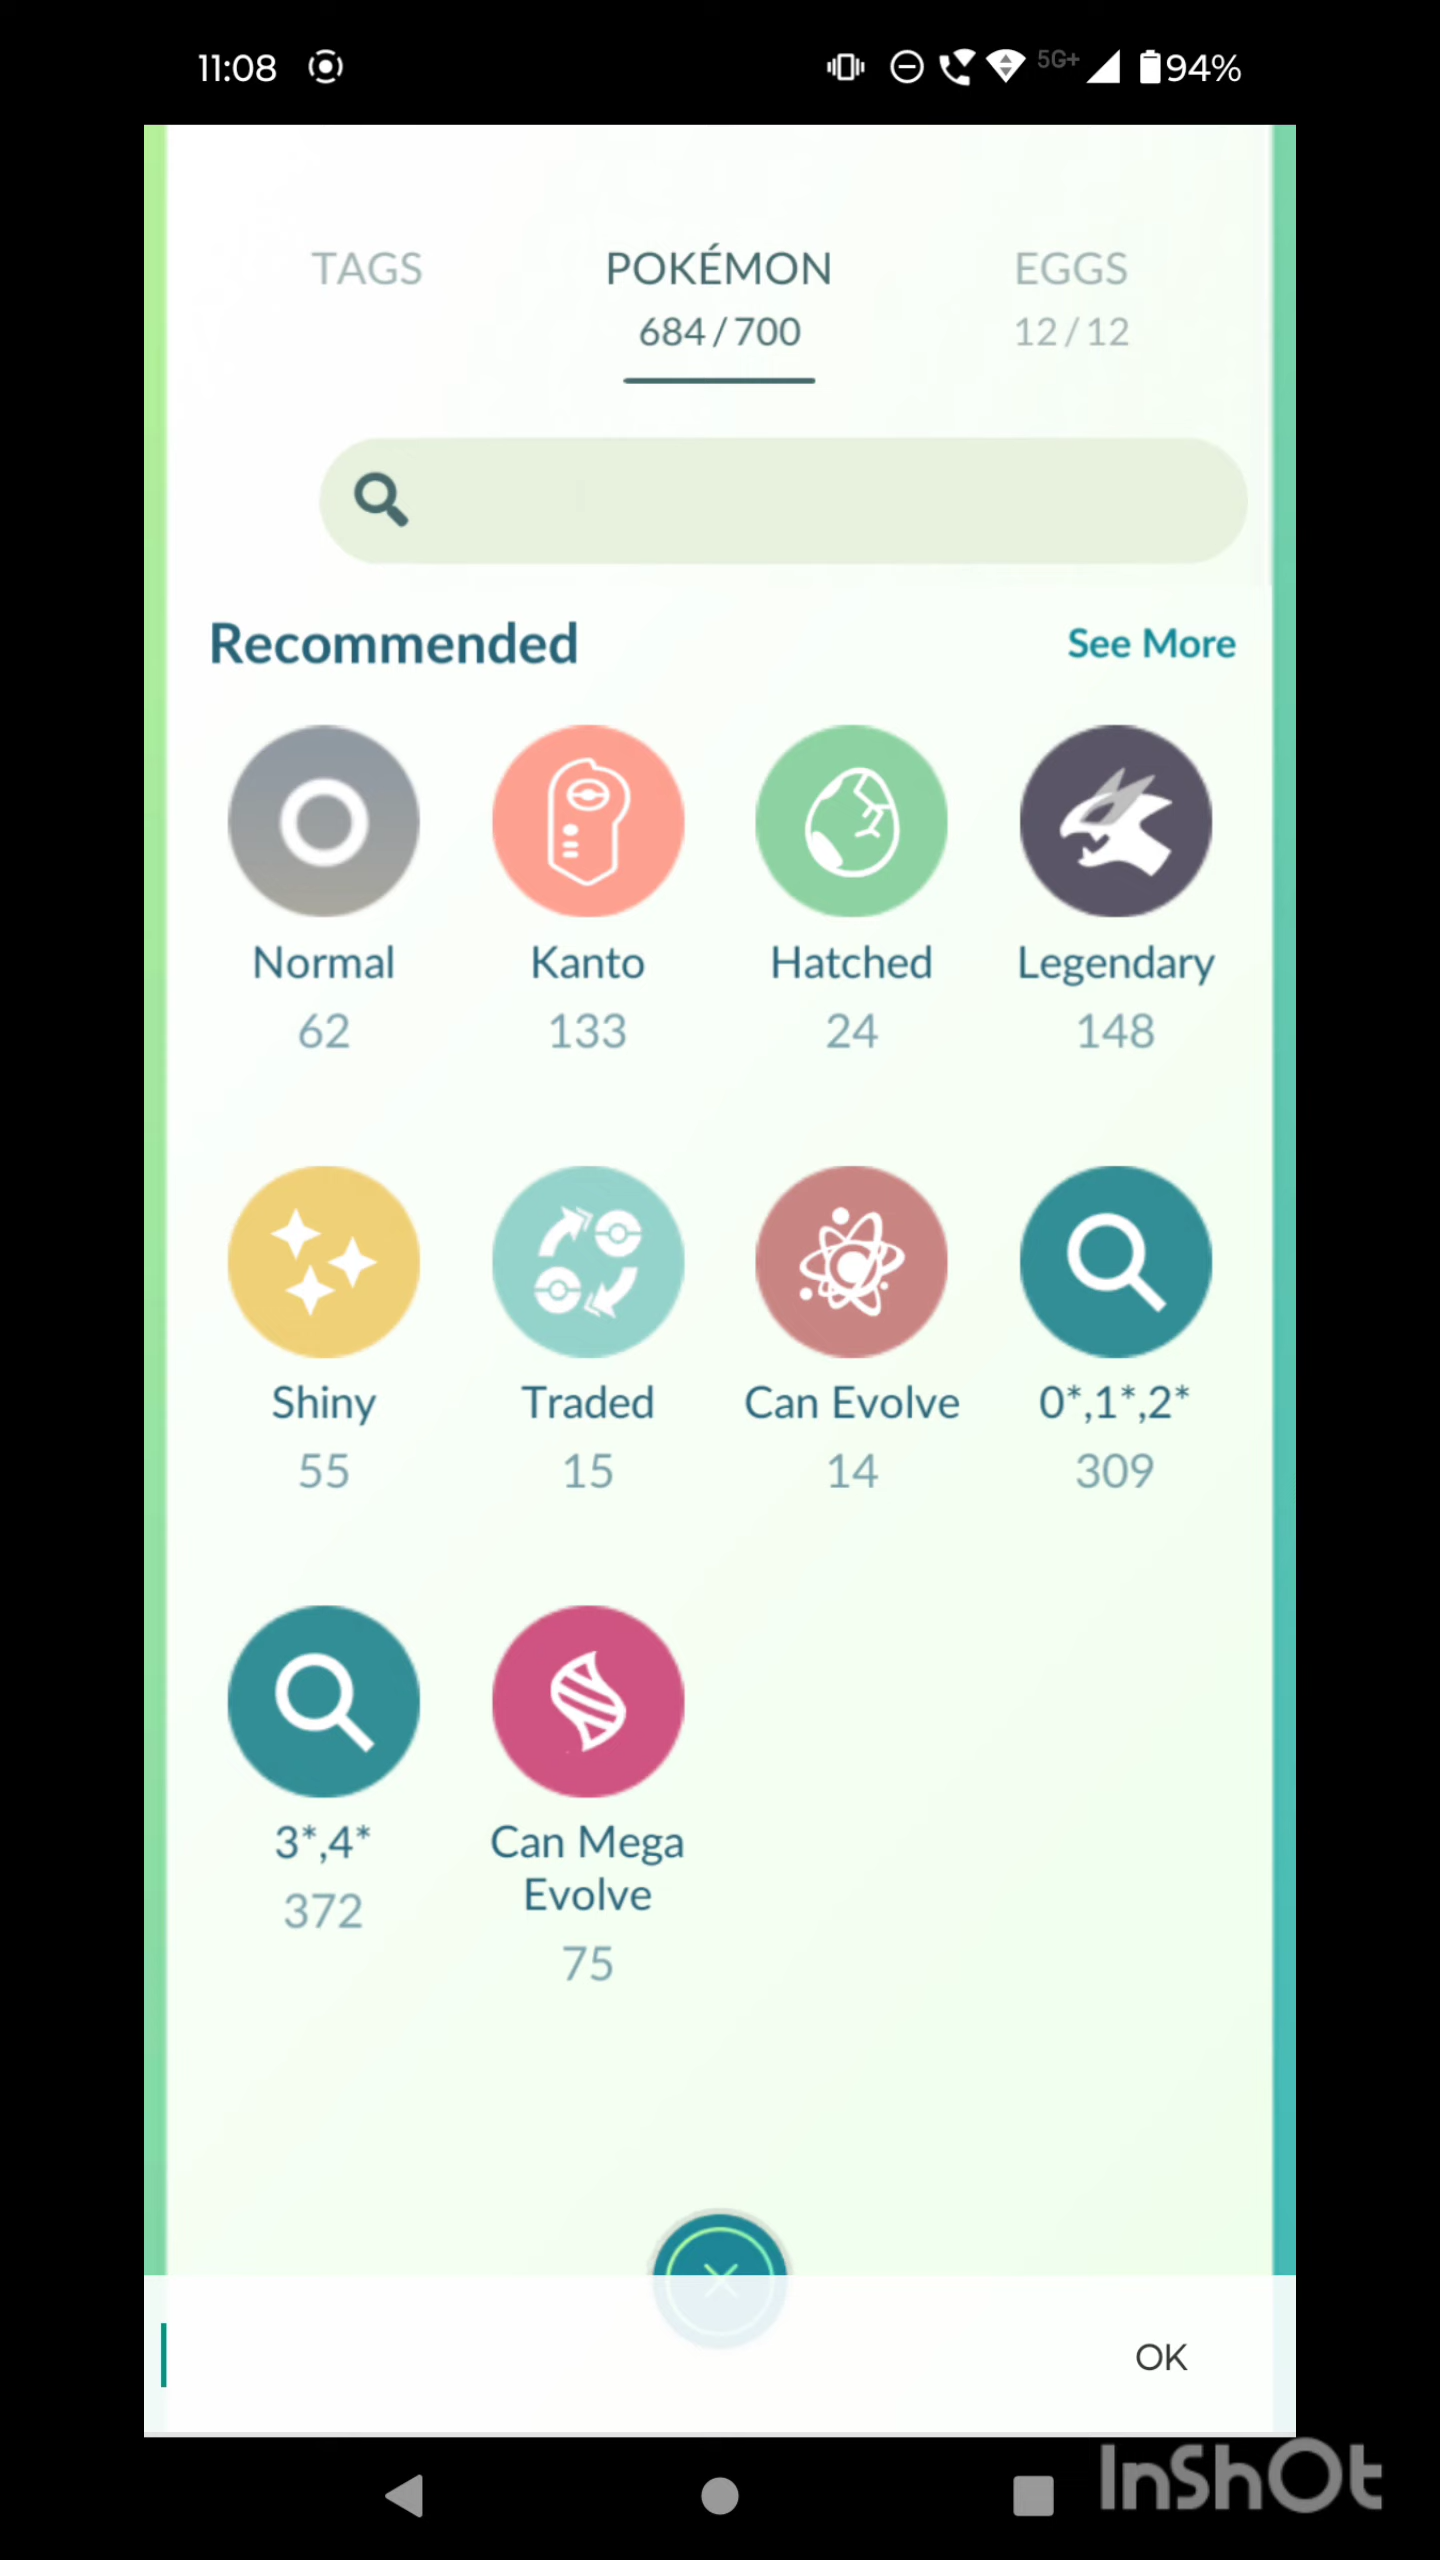 11:08
5G+ 94%
TAGS
POKÉMON
EGGS
684/700
12/12
Recommended
See More
Normal
Kanto
Hatched
Legendary
62
133
24
148
Shiny
Traded
Can Evolve
0*,1*,2*
55
15
14
309
3*,4*
Can Mega
Evolve
372
75
OK
InShOt